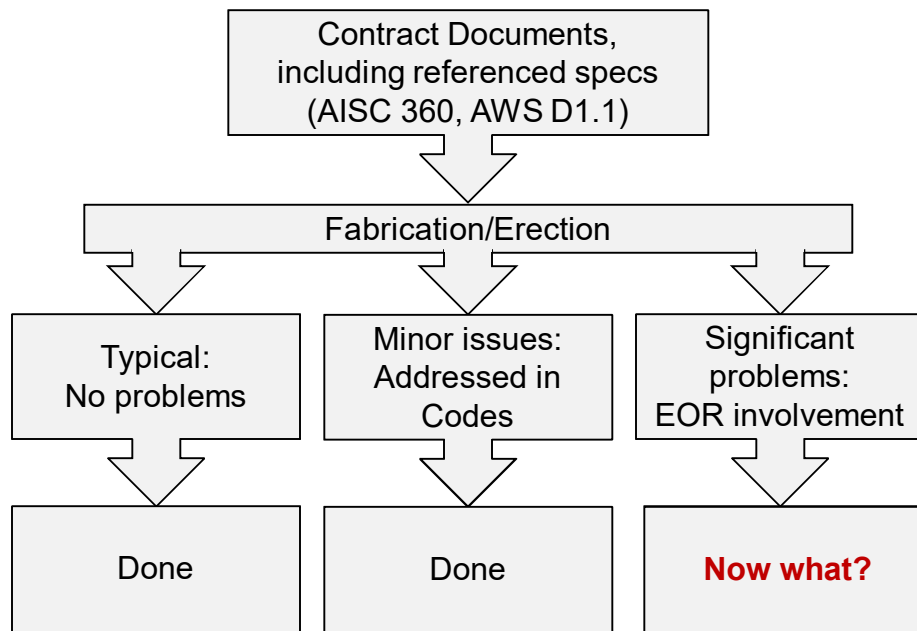 Contract Documents,
including referenced specs
(AISC 360, AWS D1.1)
Fabrication/Erection
Typical:
No problems
Minor issues:
Addressed in
Codes
Significant
problems:
EOR involvement
Done
Done
Now what?